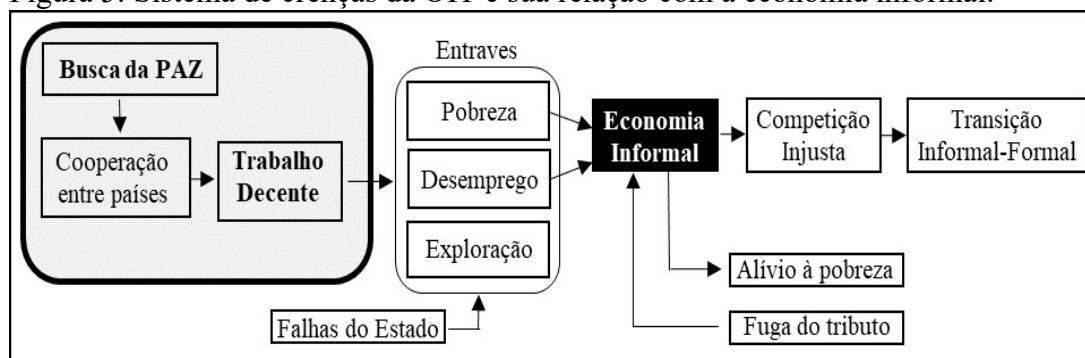 Figura 3: Sistema de crenças da OIT e sua relação com a economia informal.
Busca da PAZ
Cooperação
entre países
Trabalho
Decente
Entraves
Pobreza
Desemprego
Exploração
Falhas do Estado
Economia
Informal
Competição
Injusta
Transição
Informal-Formal
Alívio à pobreza
Fuga do tributo